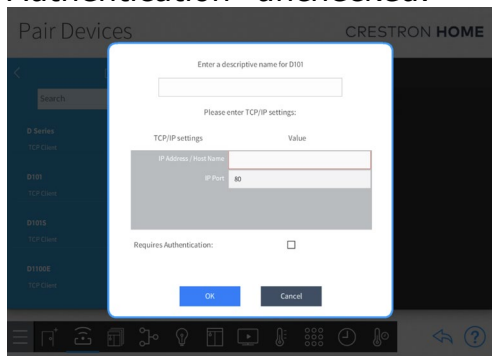 Authentication" unchecked.
Pair Devices
CRESTRON HOME
Enter a descriptive name for D101
Search
Please enter TCP/IP settings:
TCP/IP settings Value
D Series
TCP Client
IP Address / Host Name
IP Port 80
D101
TCP Client
D101S
TCP Client
Requires Authentication:
D1100E
TCP Client
OK Cancel
?